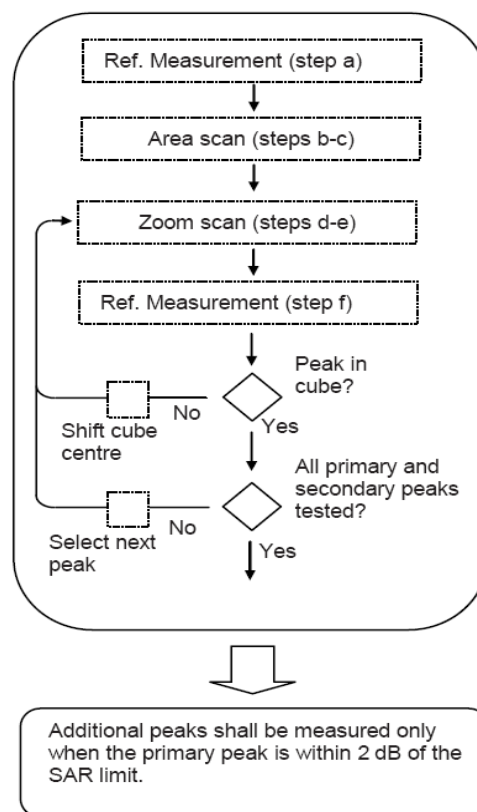 Ref. Measurement (step a)
Area scan (steps b-c)
Zoom scan (steps d-e)
Ref. Measurement (step f)
Peak in
cube?
No
Yes
Shift cube
centre
All primary and
secondary peaks
tested?
No
Yes
Select next
peak
Additional peaks shall be measured only
when the primary peak is within 2 dB of the
SAR limit.